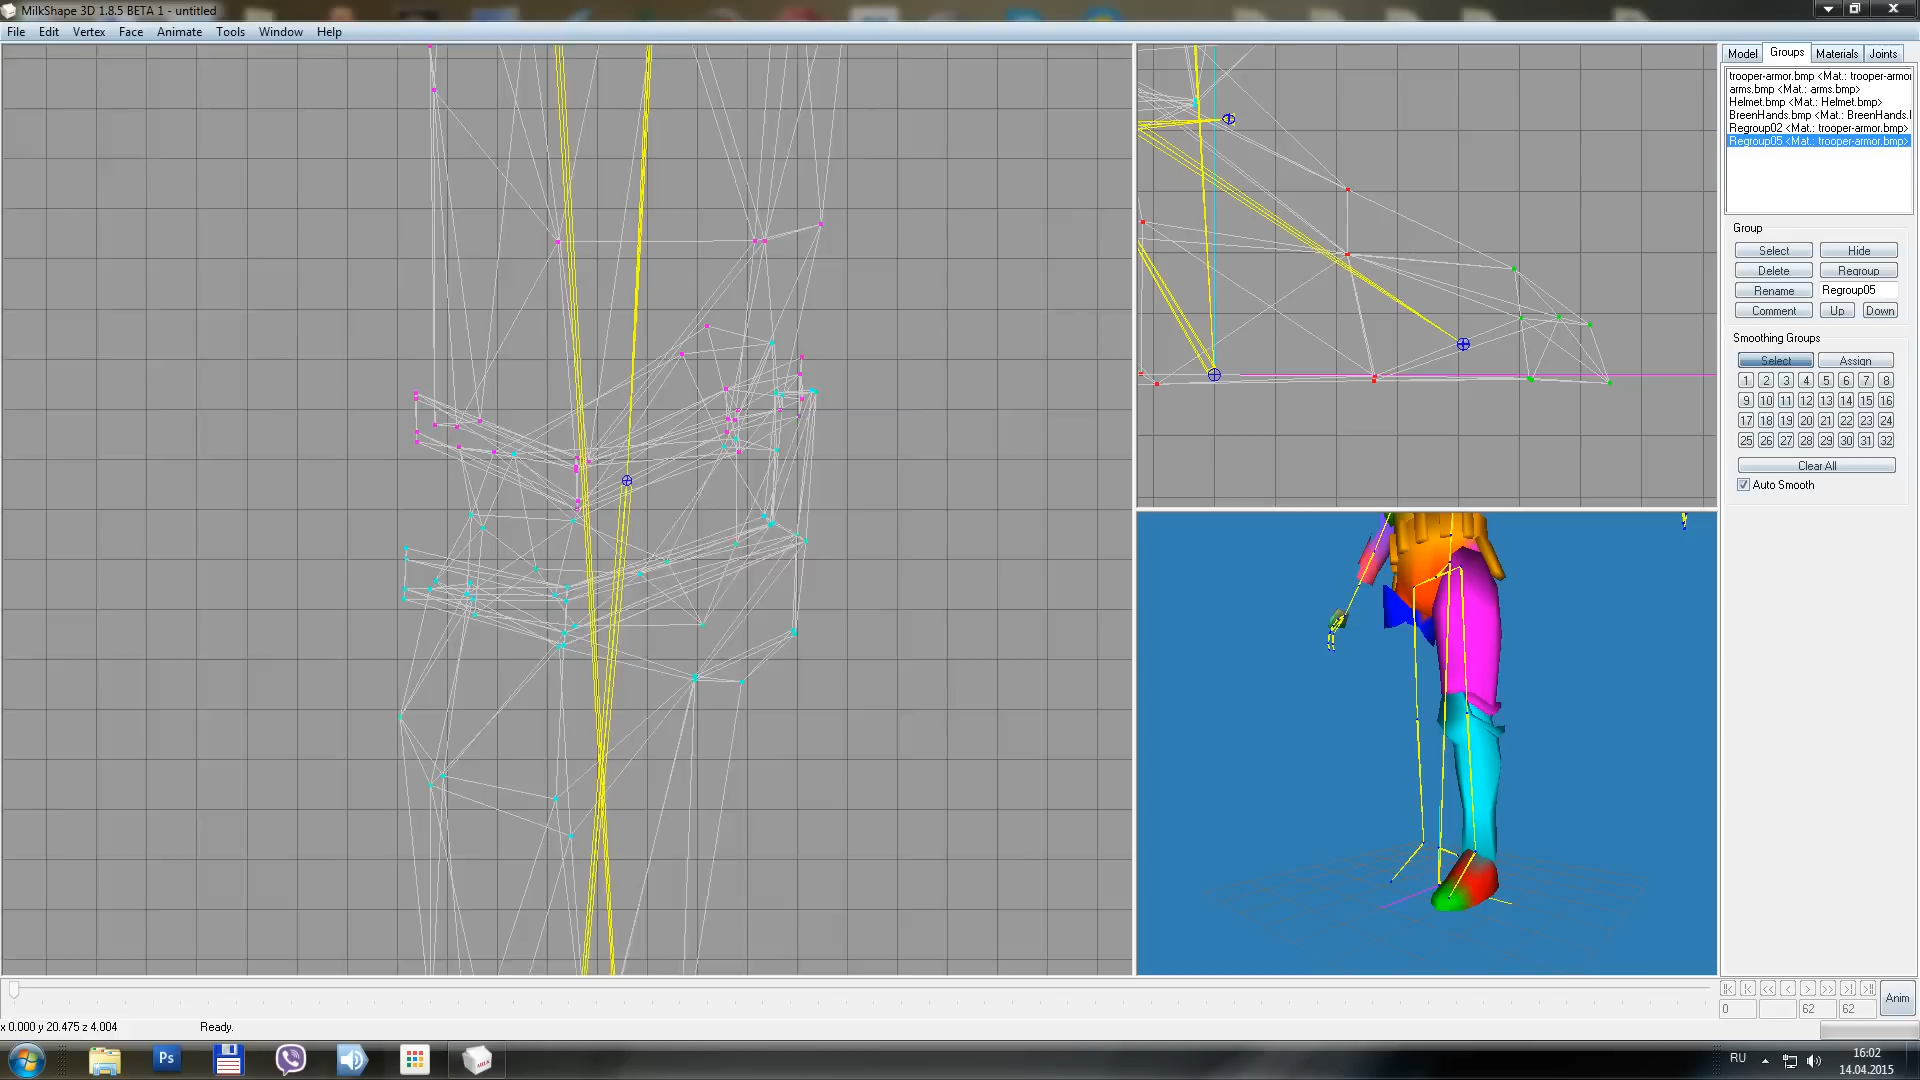 MilkShape 3D 1.8.5 BETA 1 - untitled
File Edit Vertex Face Animate Tools Window Help
Model Groups Materials Joints
trooper-armor.bmp <Mat.: trooper-armor
arms.bmp <Mat.: arms.bmp>
Helmet.bmp <Mat.: Helmet.bmp>
BreenHands.bmp <Mat.: BreenHands.
Regroup02 <Mat.: trooper-armor.bmp>
Regroup05 <Mat.: trooper-armor.bmp>
Group
Select Hide
Delete Regroup
Rename Regroup05
Comment Up Down
Smoothing Groups
Select Assign
1 2 3 4 5 6 7 8
9 10 11 12 13 14 15 16
17 18 19 20 21 22 23 24
25 26 27 28 29 30 31 32
Clear All
Auto Smooth
Anim
0 62 62
x 0.000 y 20.475 z 4.004 Ready.
Ps
RU
16:02
14.04.2015